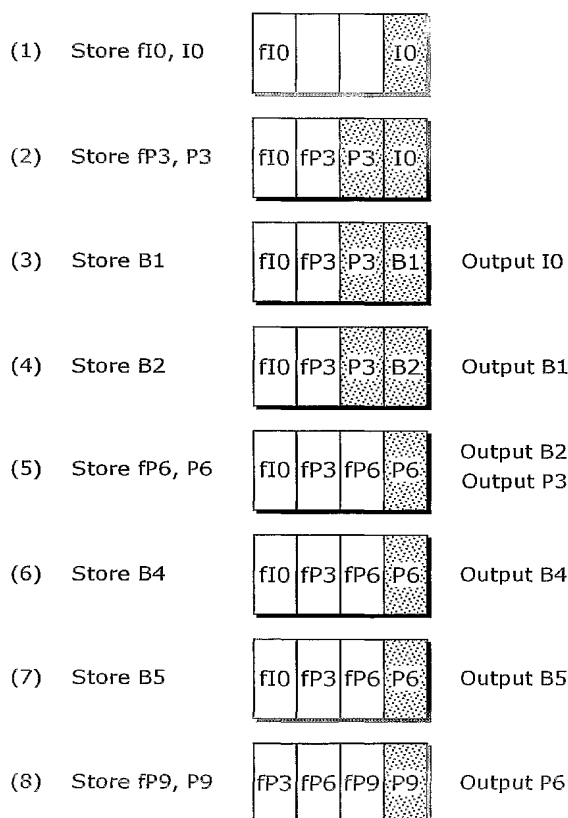 (1) Store fI0, I0 fI0 I0
(2) Store fP3, P3 fI0 fP3 P3 I0
(3) Store B1 fI0 fP3 P3 B1 Output I0
(4) Store B2 fI0 fP3 P3 B2 Output B1
(5) Store fP6, P6 fI0 fP3 fP6 P6 Output B2
Output P3
(6) Store B4 fI0 fP3 fP6 P6 Output B4
(7) Store B5 fI0 fP3 fP6 P6 Output B5
(8) Store fP9, P9 fP3 fP6 fP9 P9 Output P6